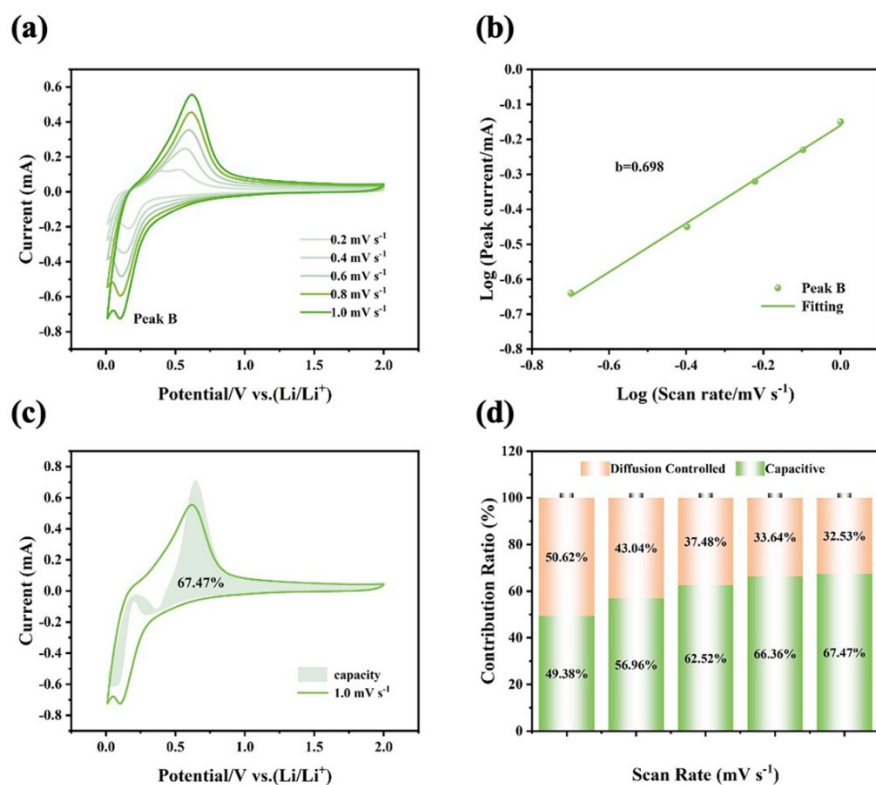 (a)
0.6
0.4
0.2
0.0
-0.2
-0.4
-0.6
-0.8
Current (mA)
0.2 mV s⁻¹
0.4 mV s⁻¹
0.6 mV s⁻¹
0.8 mV s⁻¹
1.0 mV s⁻¹
Peak B
0.0 0.5 1.0 1.5 2.0
Potential/V vs.(Li/Li⁺)
(b)
0.0
-0.1
-0.2
-0.3
-0.4
-0.5
-0.6
-0.7
-0.8
Log (Peak current/mA)
b=0.698
Peak B
Fitting
-0.8 -0.6 -0.4 -0.2 0.0
Log (Scan rate/mV s⁻¹)
(c)
0.8
0.6
0.4
0.2
0.0
-0.2
-0.4
-0.6
-0.8
Current (mA)
67.47%
capacity
1.0 mV s⁻¹
0.0 0.5 1.0 1.5 2.0
Potential/V vs.(Li/Li⁺)
(d)
120
100
80
60
40
20
0
Contribution Ratio (%)
Diffusion Controlled Capacitive
50.62% 43.04% 37.48% 33.64% 32.53%
49.38% 56.96% 62.52% 66.36% 67.47%
Scan Rate (mV s⁻¹)